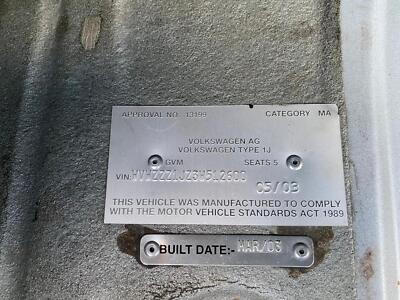 APPROVAL NO. 13199 CATEGORY MA
VOLKSWAGEN AG
VOLKSWAGEN TYPE 1J
GVM SEATS 5
VIN: WVWZZZ1JZ3W512600
05/03
THIS VEHICLE WAS MANUFACTURED TO COMPLY
WITH THE MOTOR VEHICLE STANDARDS ACT 1989
BUILT DATE:- MAR/03